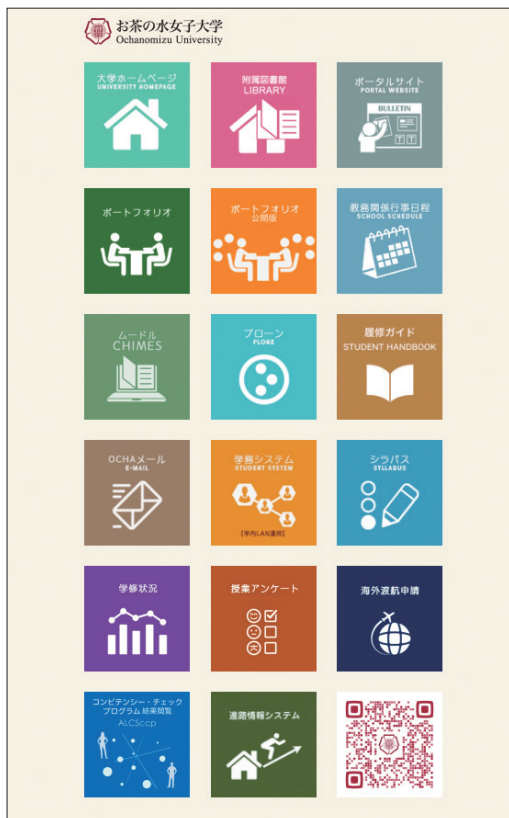 お茶の水女子大学
Ochanomizu University
大学ホームページ
UNIVERSITY HOMEPAGE
附属図書館
LIBRARY
ポータルサイト
PORTAL WEBSITE
BULLETIN
ポートフォリオ
ポートフォリオ
公開版
教務関係行事日程
SCHOOL SCHEDULE
ムードル
CHIMES
プローン
PLONE
履修ガイド
STUDENT HANDBOOK
OCHAメール
E-MAIL
学務システム
STUDENT SYSTEM
【学内LAN専用】
シラバス
SYLLABUS
学修状況
授業アンケート
海外渡航申請
コンピテンシー・チェック
プログラム 結果閲覧
ALCSccp
進路情報システム